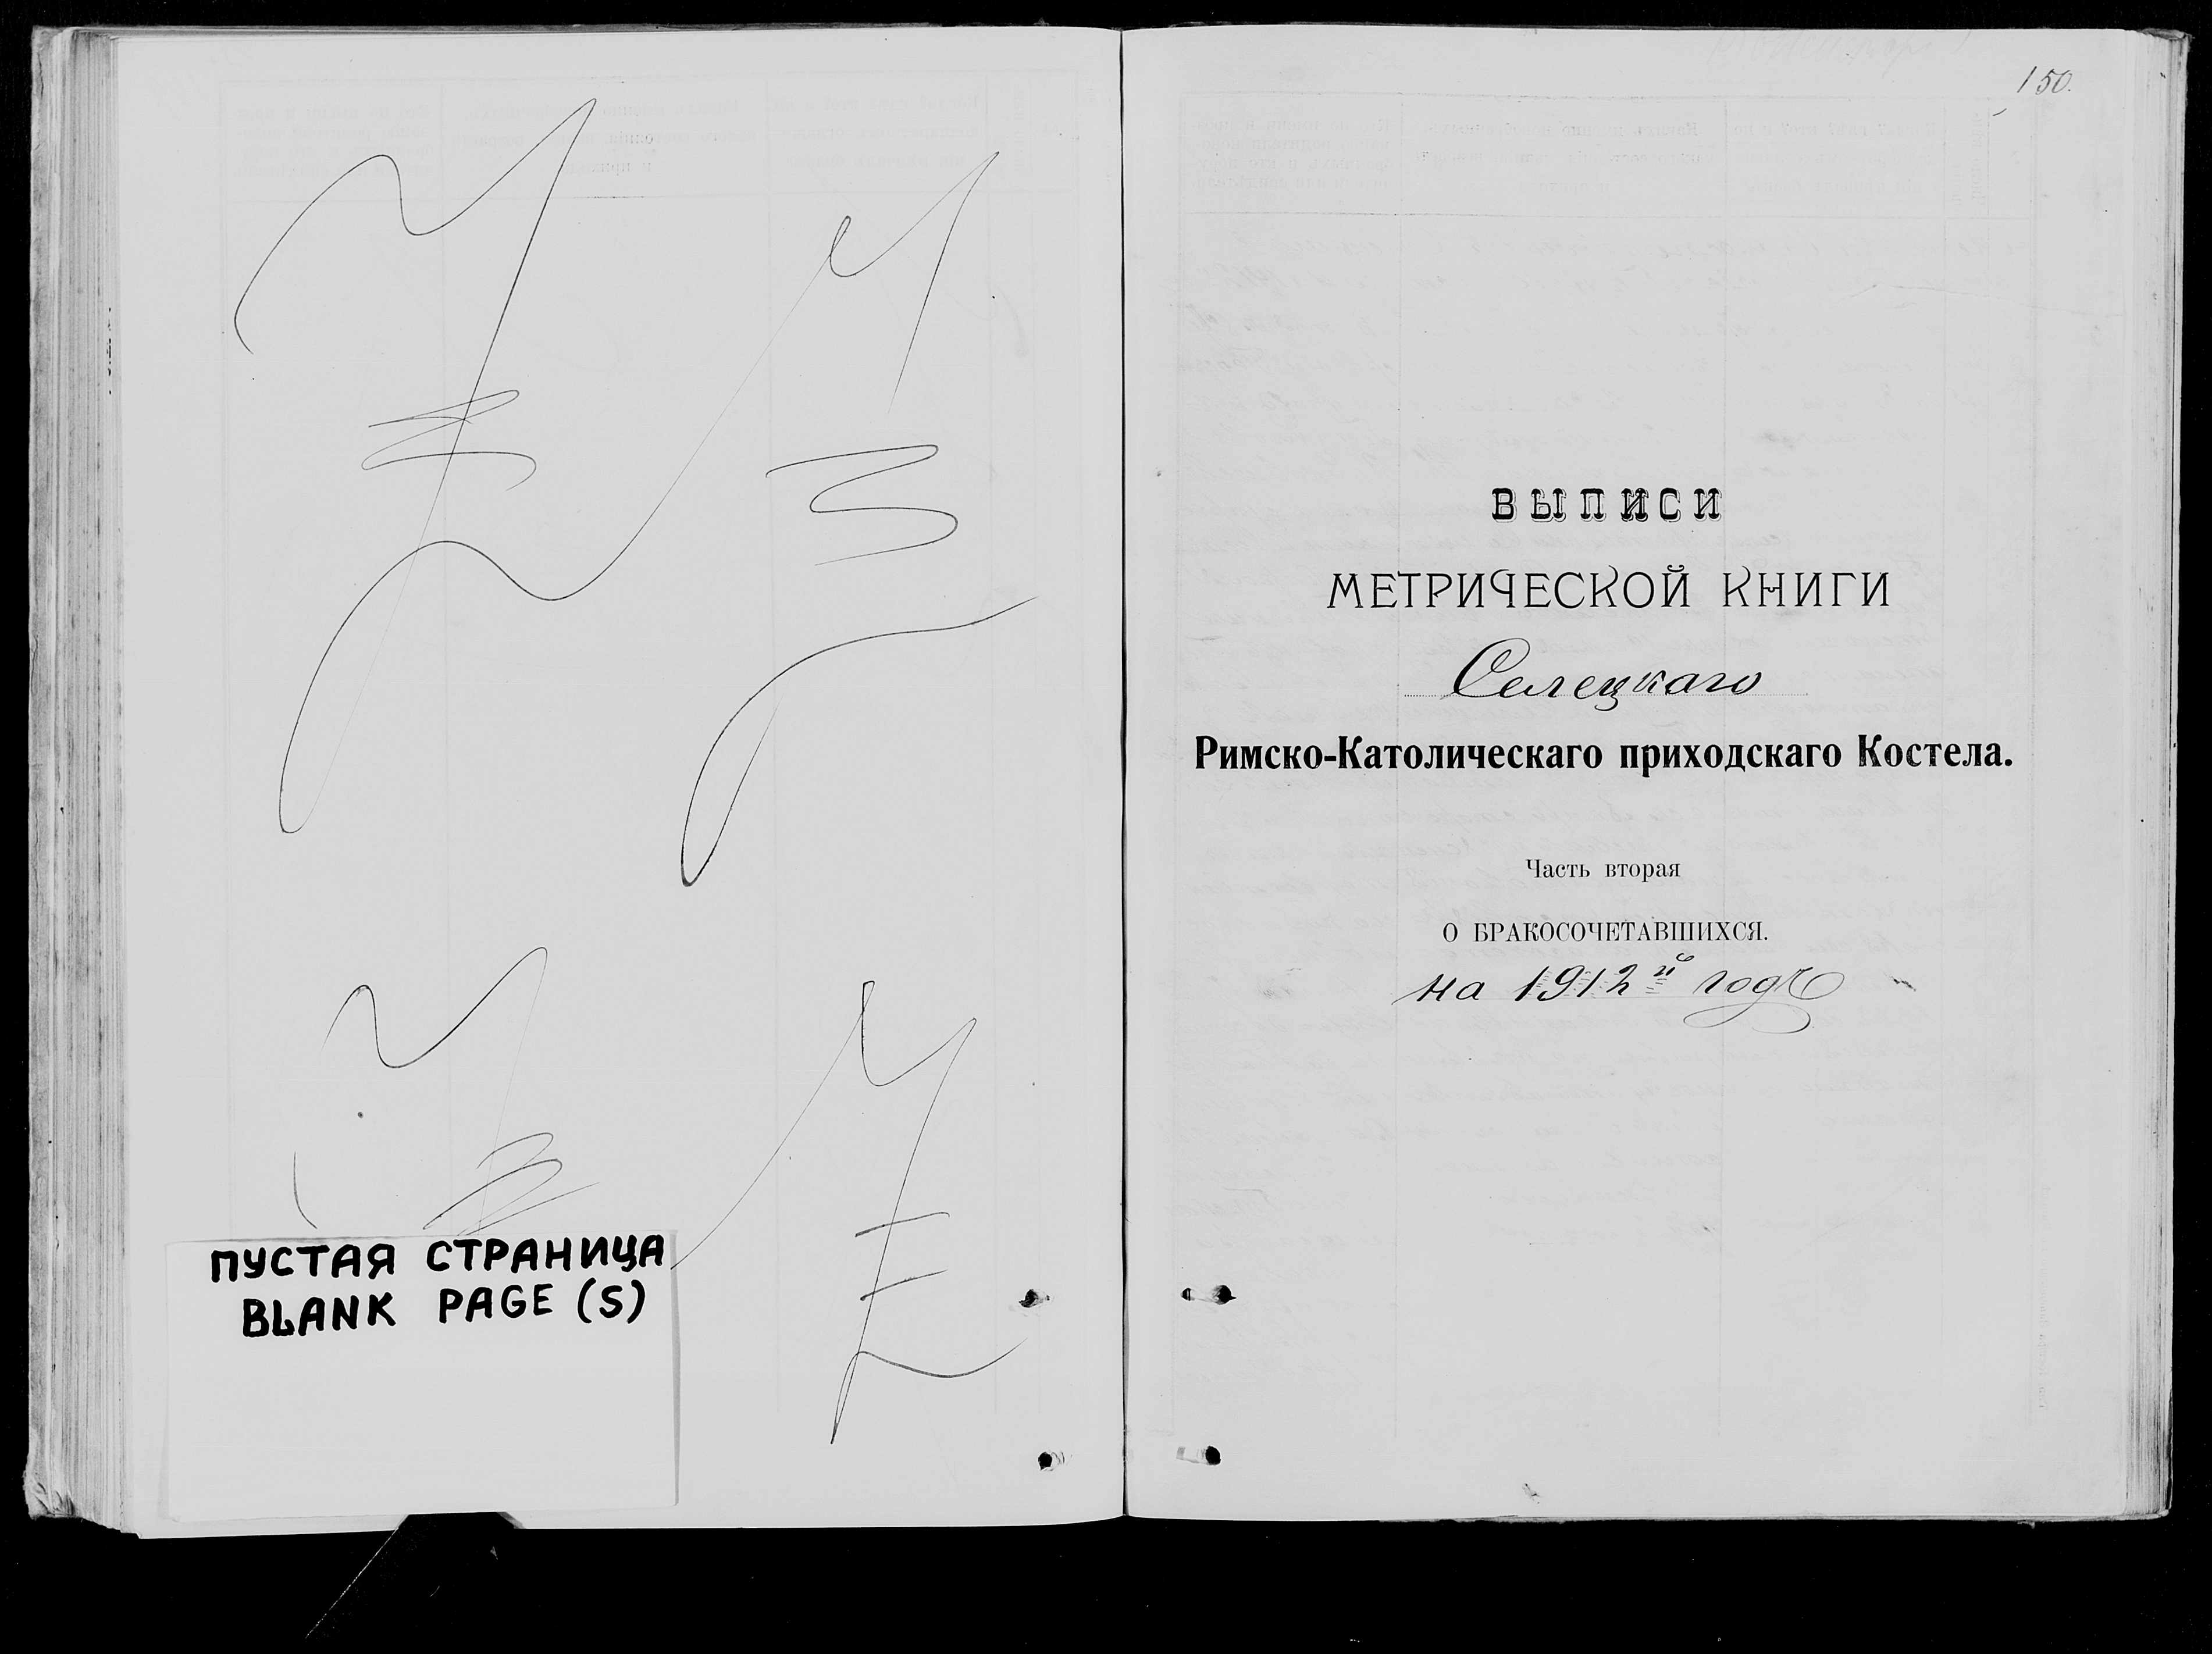 ПУСТАЯ СТРАНИЦА
BLANK PAGE (S)
150.
ВЫПИСИ
МЕТРИЧЕСКОЙ КНИГИ
Селецкаго
Римско-Католическаго приходскаго Костела.
Часть вторая
О БРАКОСОЧЕТАВШИХСЯ.
на 1912й годъ